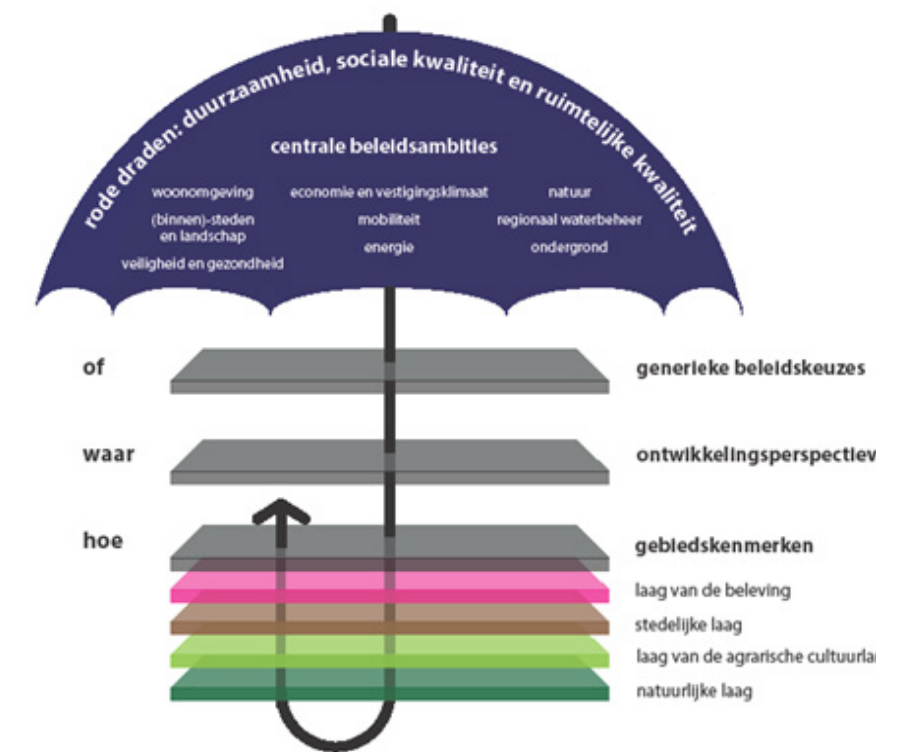 rode draden: duurzaamheid, sociale kwaliteit en ruimtelijke kwaliteit
centrale beleidsambities
woonomgeving
(binnen)-steden
en landschap
veiligheid en gezondheid
economie en vestigingsklimaat
mobiliteit
energie
natuur
regionaal waterbeheer
ondergrond
of
generieke beleidskeuzes
waar
ontwikkelingsperspectiev
hoe
gebiedskenmerken
laag van de beleving
stedelijke laag
laag van de agrarische cultuurla
natuurlijke laag